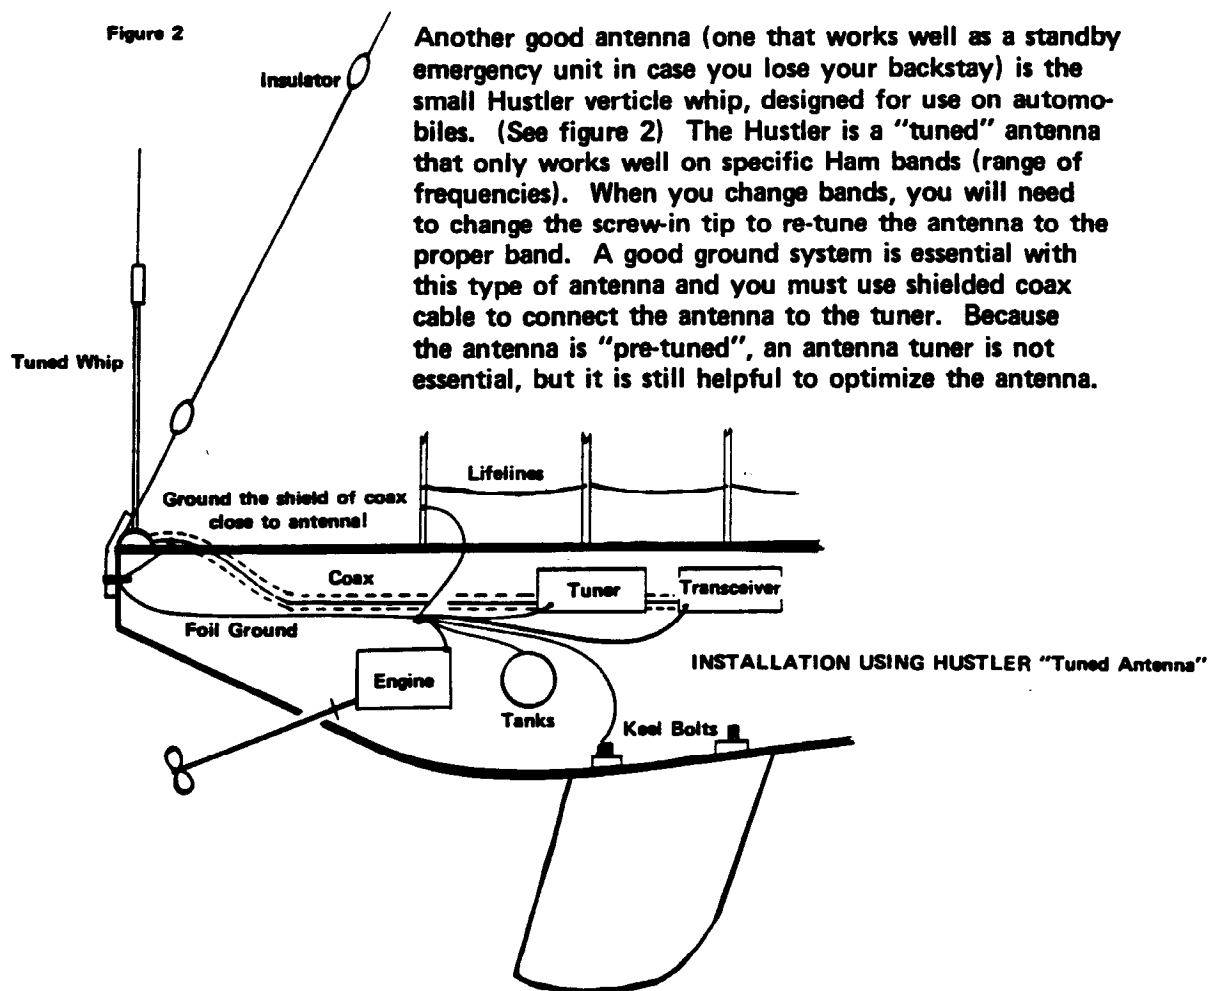 Figure 2
Another good antenna (one that works well as a standby
emergency unit in case you lose your backstay) is the
small Hustler verticle whip, designed for use on automo-
biles. (See figure 2) The Hustler is a "tuned" antenna
that only works well on specific Ham bands (range of
frequencies). When you change bands, you will need
to change the screw-in tip to re-tune the antenna to the
proper band. A good ground system is essential with
this type of antenna and you must use shielded coax
cable to connect the antenna to the tuner. Because
the antenna is "pre-tuned", an antenna tuner is not
essential, but it is still helpful to optimize the antenna.
Insulator
Tuned Whip
Lifelines
Ground the shield of coax
close to antenna!
Coax
Tuner
Transceiver
Foil Ground
INSTALLATION USING HUSTLER "Tuned Antenna"
Engine
Tanks
Keel Bolts